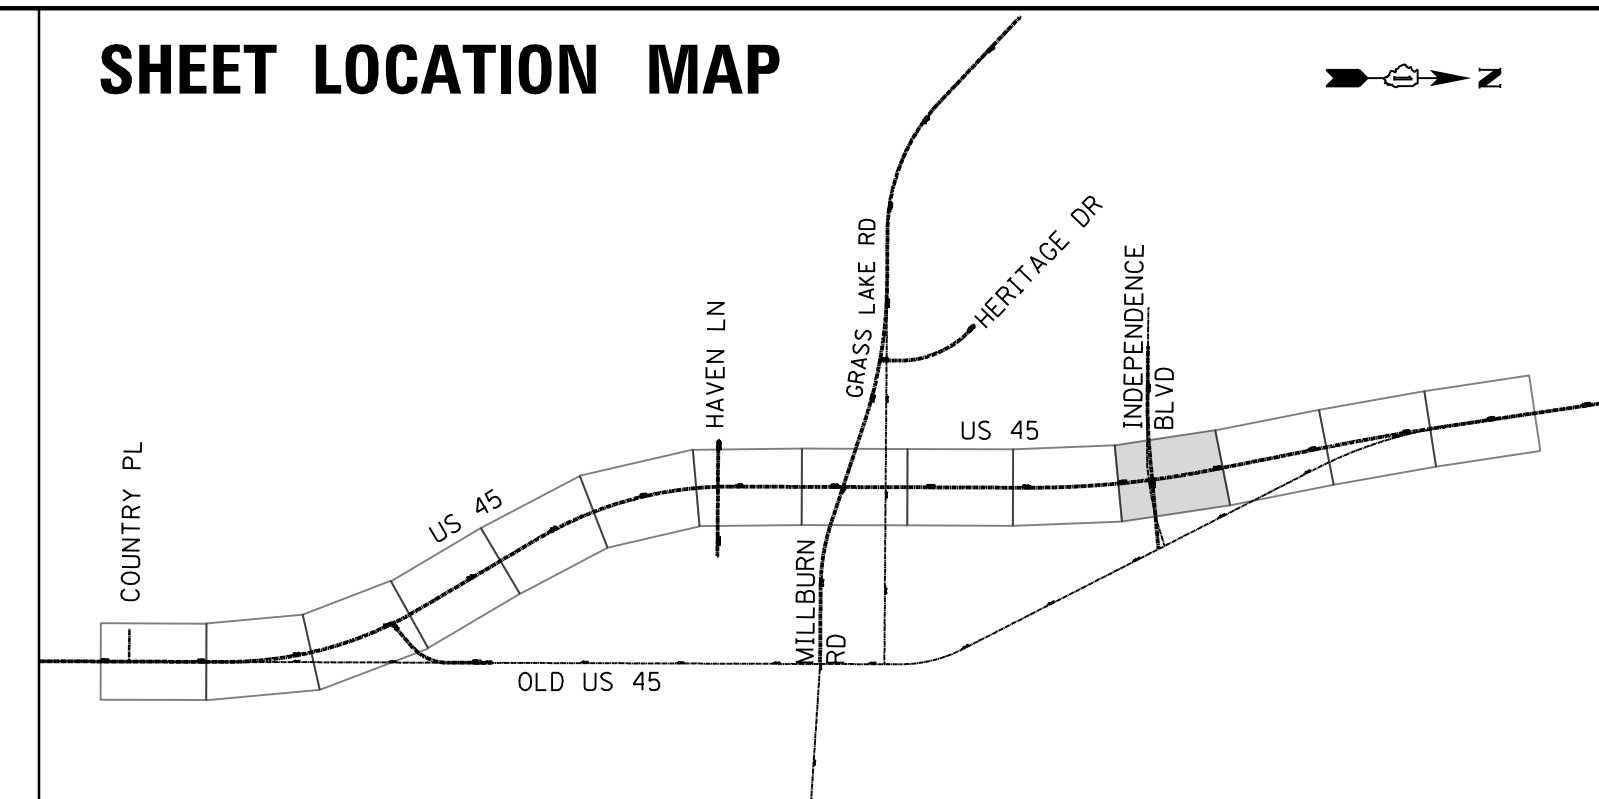 SHEET LOCATION MAP
N
HERITAGE DR
GRASS LAKE RD
INDEPENDENCE
BLVD
HAVEN LN
US 45
COUNTRY PL
US 45
MILLBURN
RD
OLD US 45